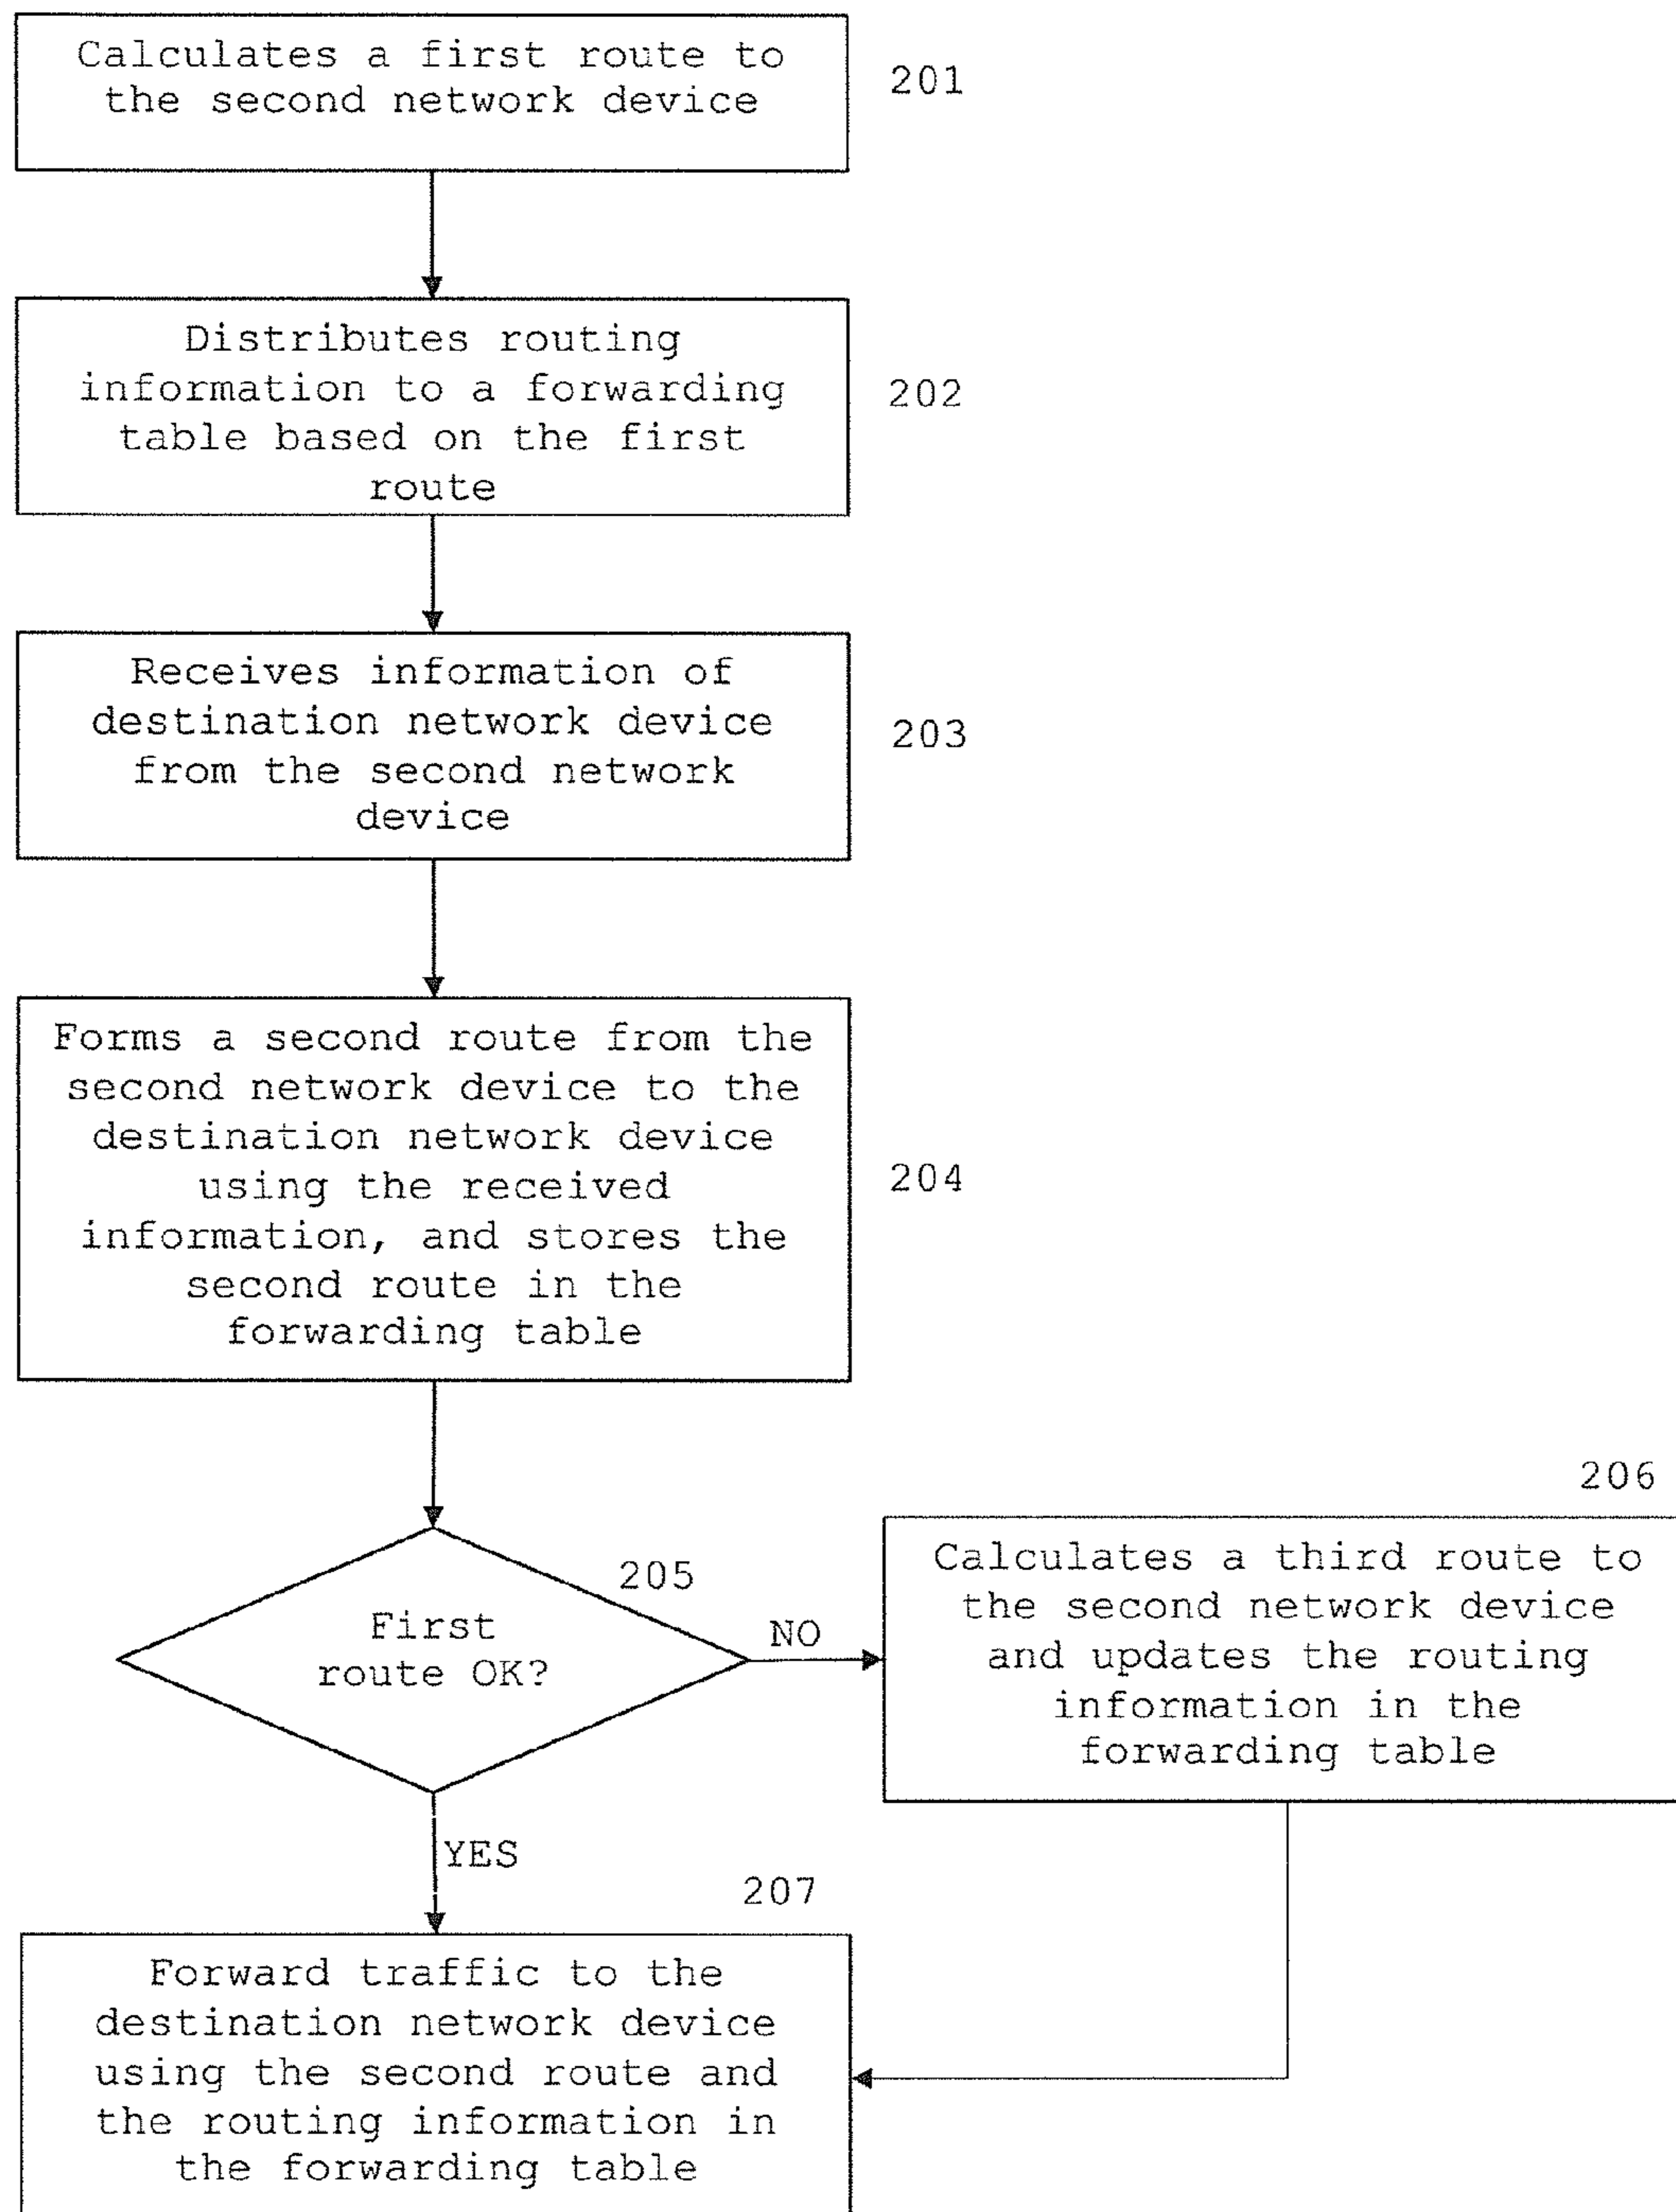 Calculates a first route to
the second network device
201
Distributes routing
information to a forwarding
table based on the first
route
202
Receives information of
destination network device
from the second network
device
203
Forms a second route from the
second network device to the
destination network device
using the received
information, and stores the
second route in the
forwarding table
204
205
First
route OK?
NO
206
Calculates a third route to
the second network device
and updates the routing
information in the
forwarding table
YES
207
Forward traffic to the
destination network device
using the second route and
the routing information in
the forwarding table